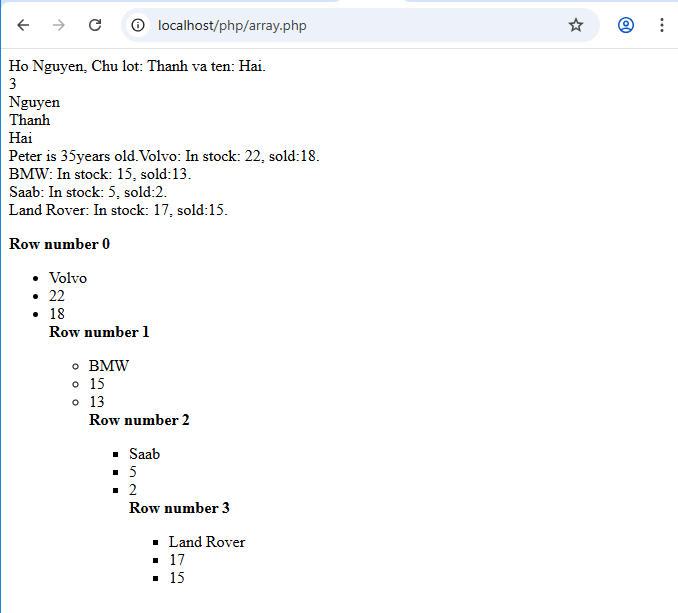 localhost/php/array.php
Ho Nguyen, Chu lot: Thanh va ten: Hai.
3
Nguyen
Thanh
Hai
Peter is 35years old.Volvo: In stock: 22, sold:18.
BMW: In stock: 15, sold:13.
Saab: In stock: 5, sold:2.
Land Rover: In stock: 17, sold:15.
Row number 0
Volvo
22
18
Row number 1
BMW
15
13
Row number 2
Saab
5
2
Row number 3
Land Rover
17
15